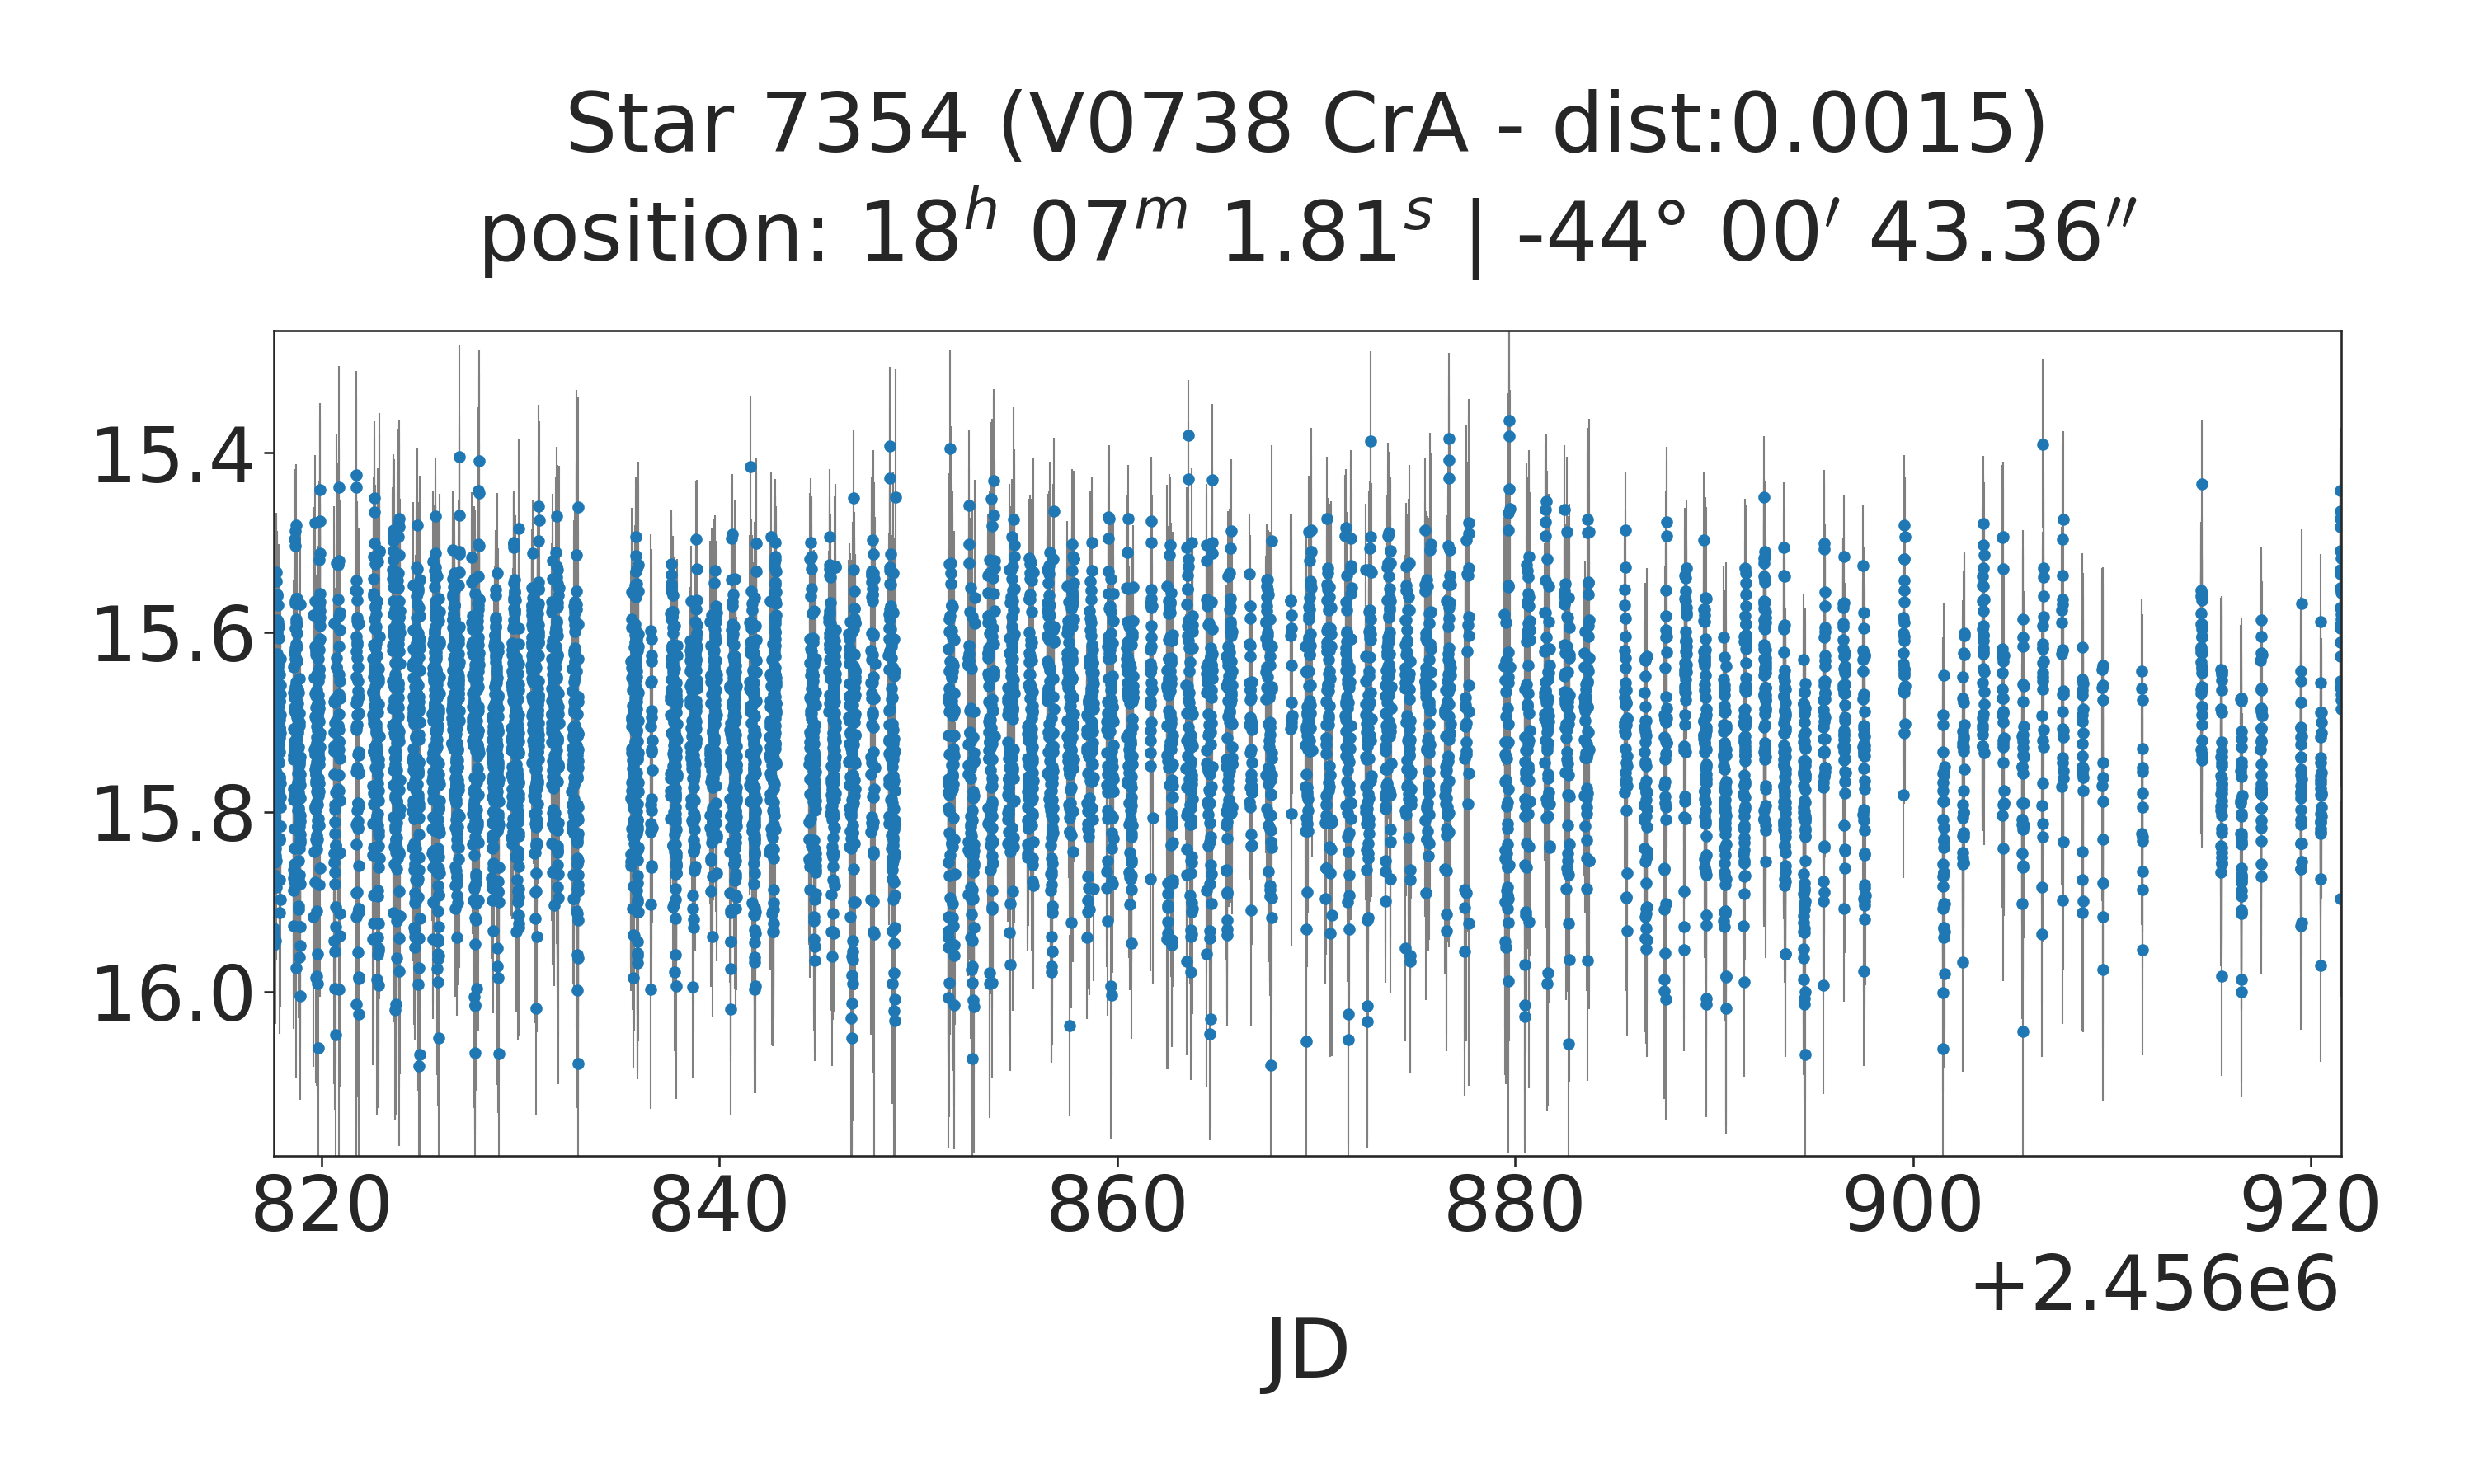 Star 7354 (V0738 CrA - dist:0.0015)
position: 18ʰ 07ᵐ 1.81ˢ | -44° 00′ 43.36″
15.4
15.6
15.8
16.0
820 840 860 880 900 920
+2.456e6
JD